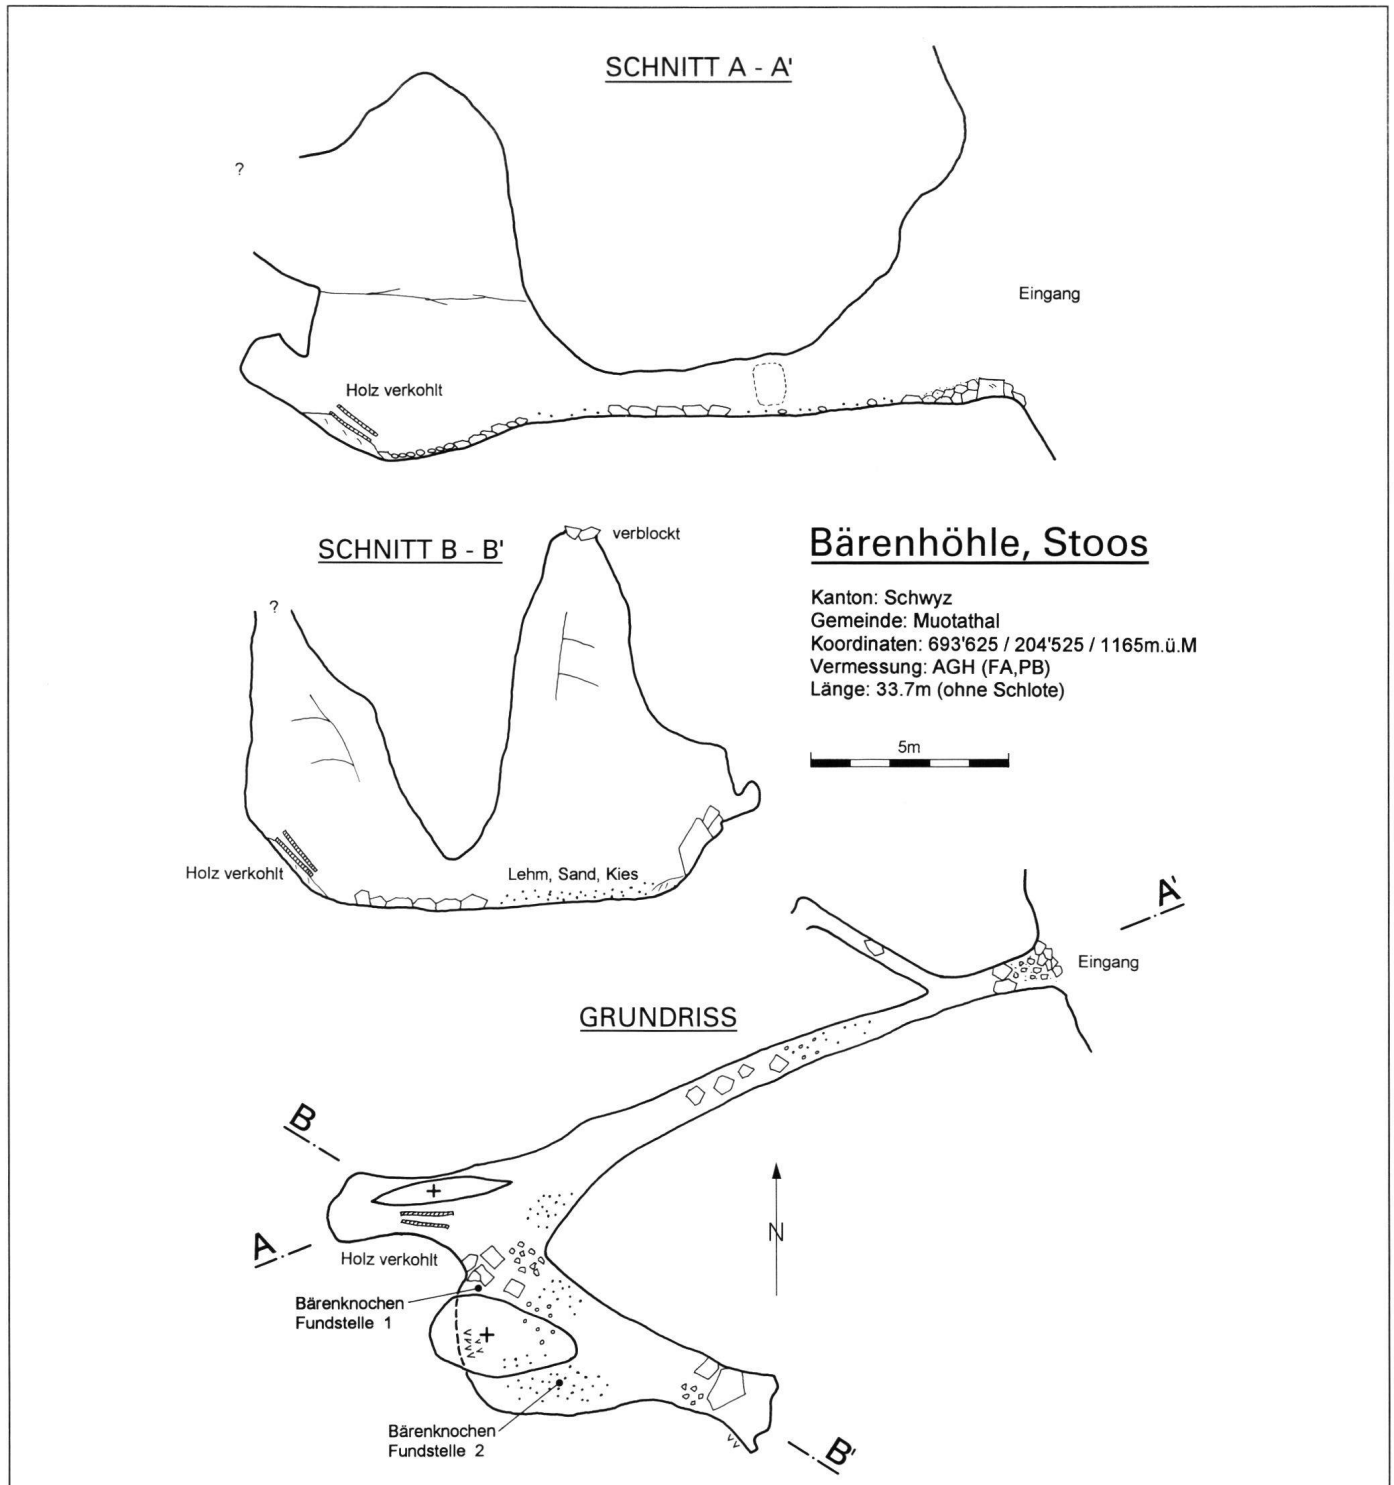 SCHNITT A - A'
?
Eingang
Holz verkohlt
SCHNITT B - B'
verblockt
?
Holz verkohlt
Lehm, Sand, Kies
Bärenhöhle, Stoos
Kanton: Schwyz
Gemeinde: Muotathal
Koordinaten: 693'625 / 204'525 / 1165m.ü.M
Vermessung: AGH (FA,PB)
Länge: 33.7m (ohne Schlote)
5m
A'
Eingang
GRUNDRISS
B
N
A
Holz verkohlt
Bärenknochen
Fundstelle 1
Bärenknochen
Fundstelle 2
B'